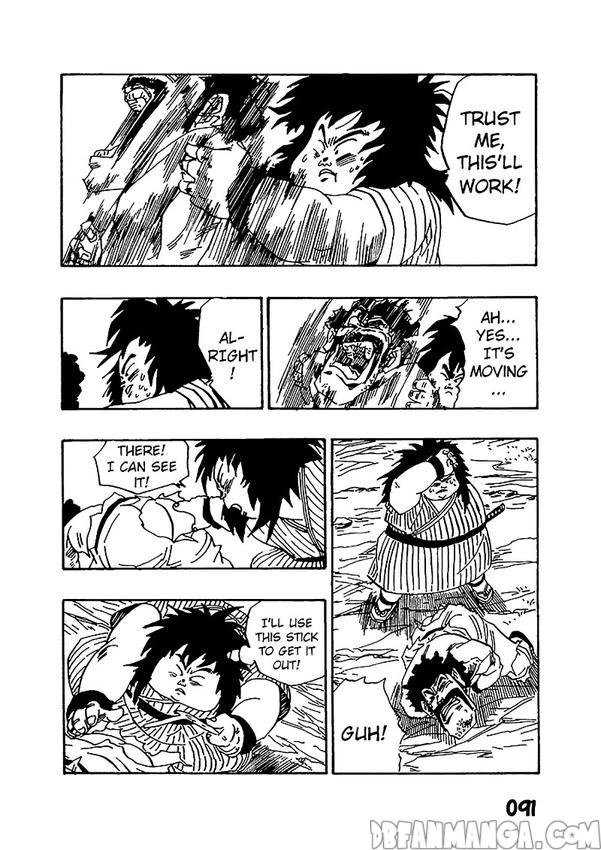 TRUST
ME,
THIS'LL
WORK!
AH...
YES...
IT'S
MOVING
...
AL-
RIGHT
!
THERE!
I CAN SEE
IT!
I'LL USE
THIS STICK
TO GET IT
OUT!
GUH!
091
DBFANMANGA.COM